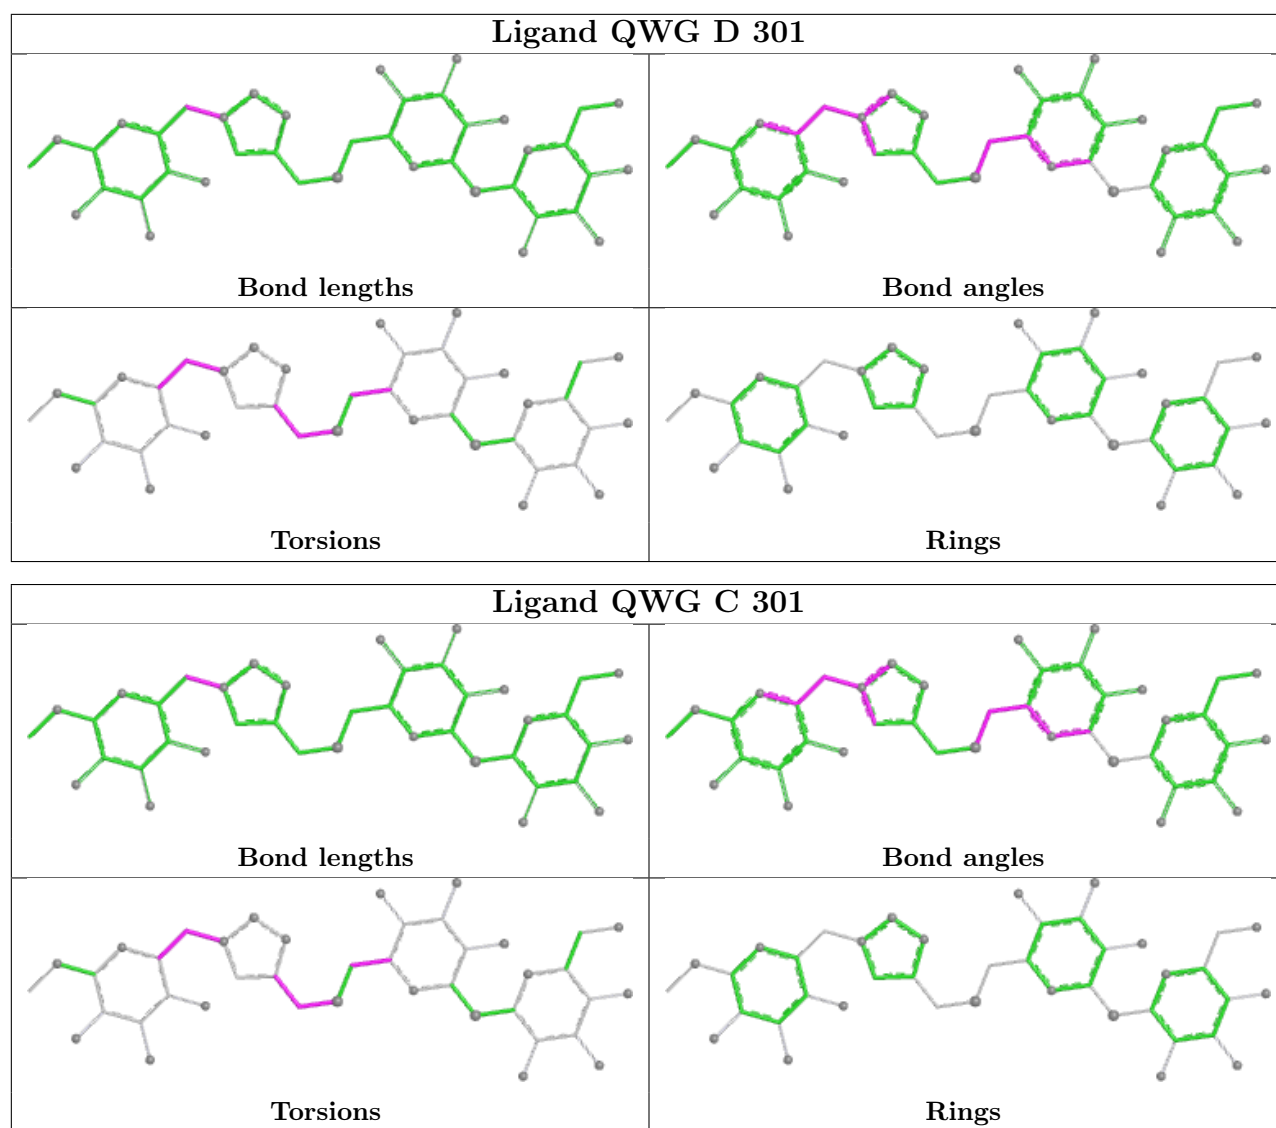 Ligand QWG D 301
Bond lengths
Bond angles
Torsions
Rings
Ligand QWG C 301
Bond lengths
Bond angles
Torsions
Rings